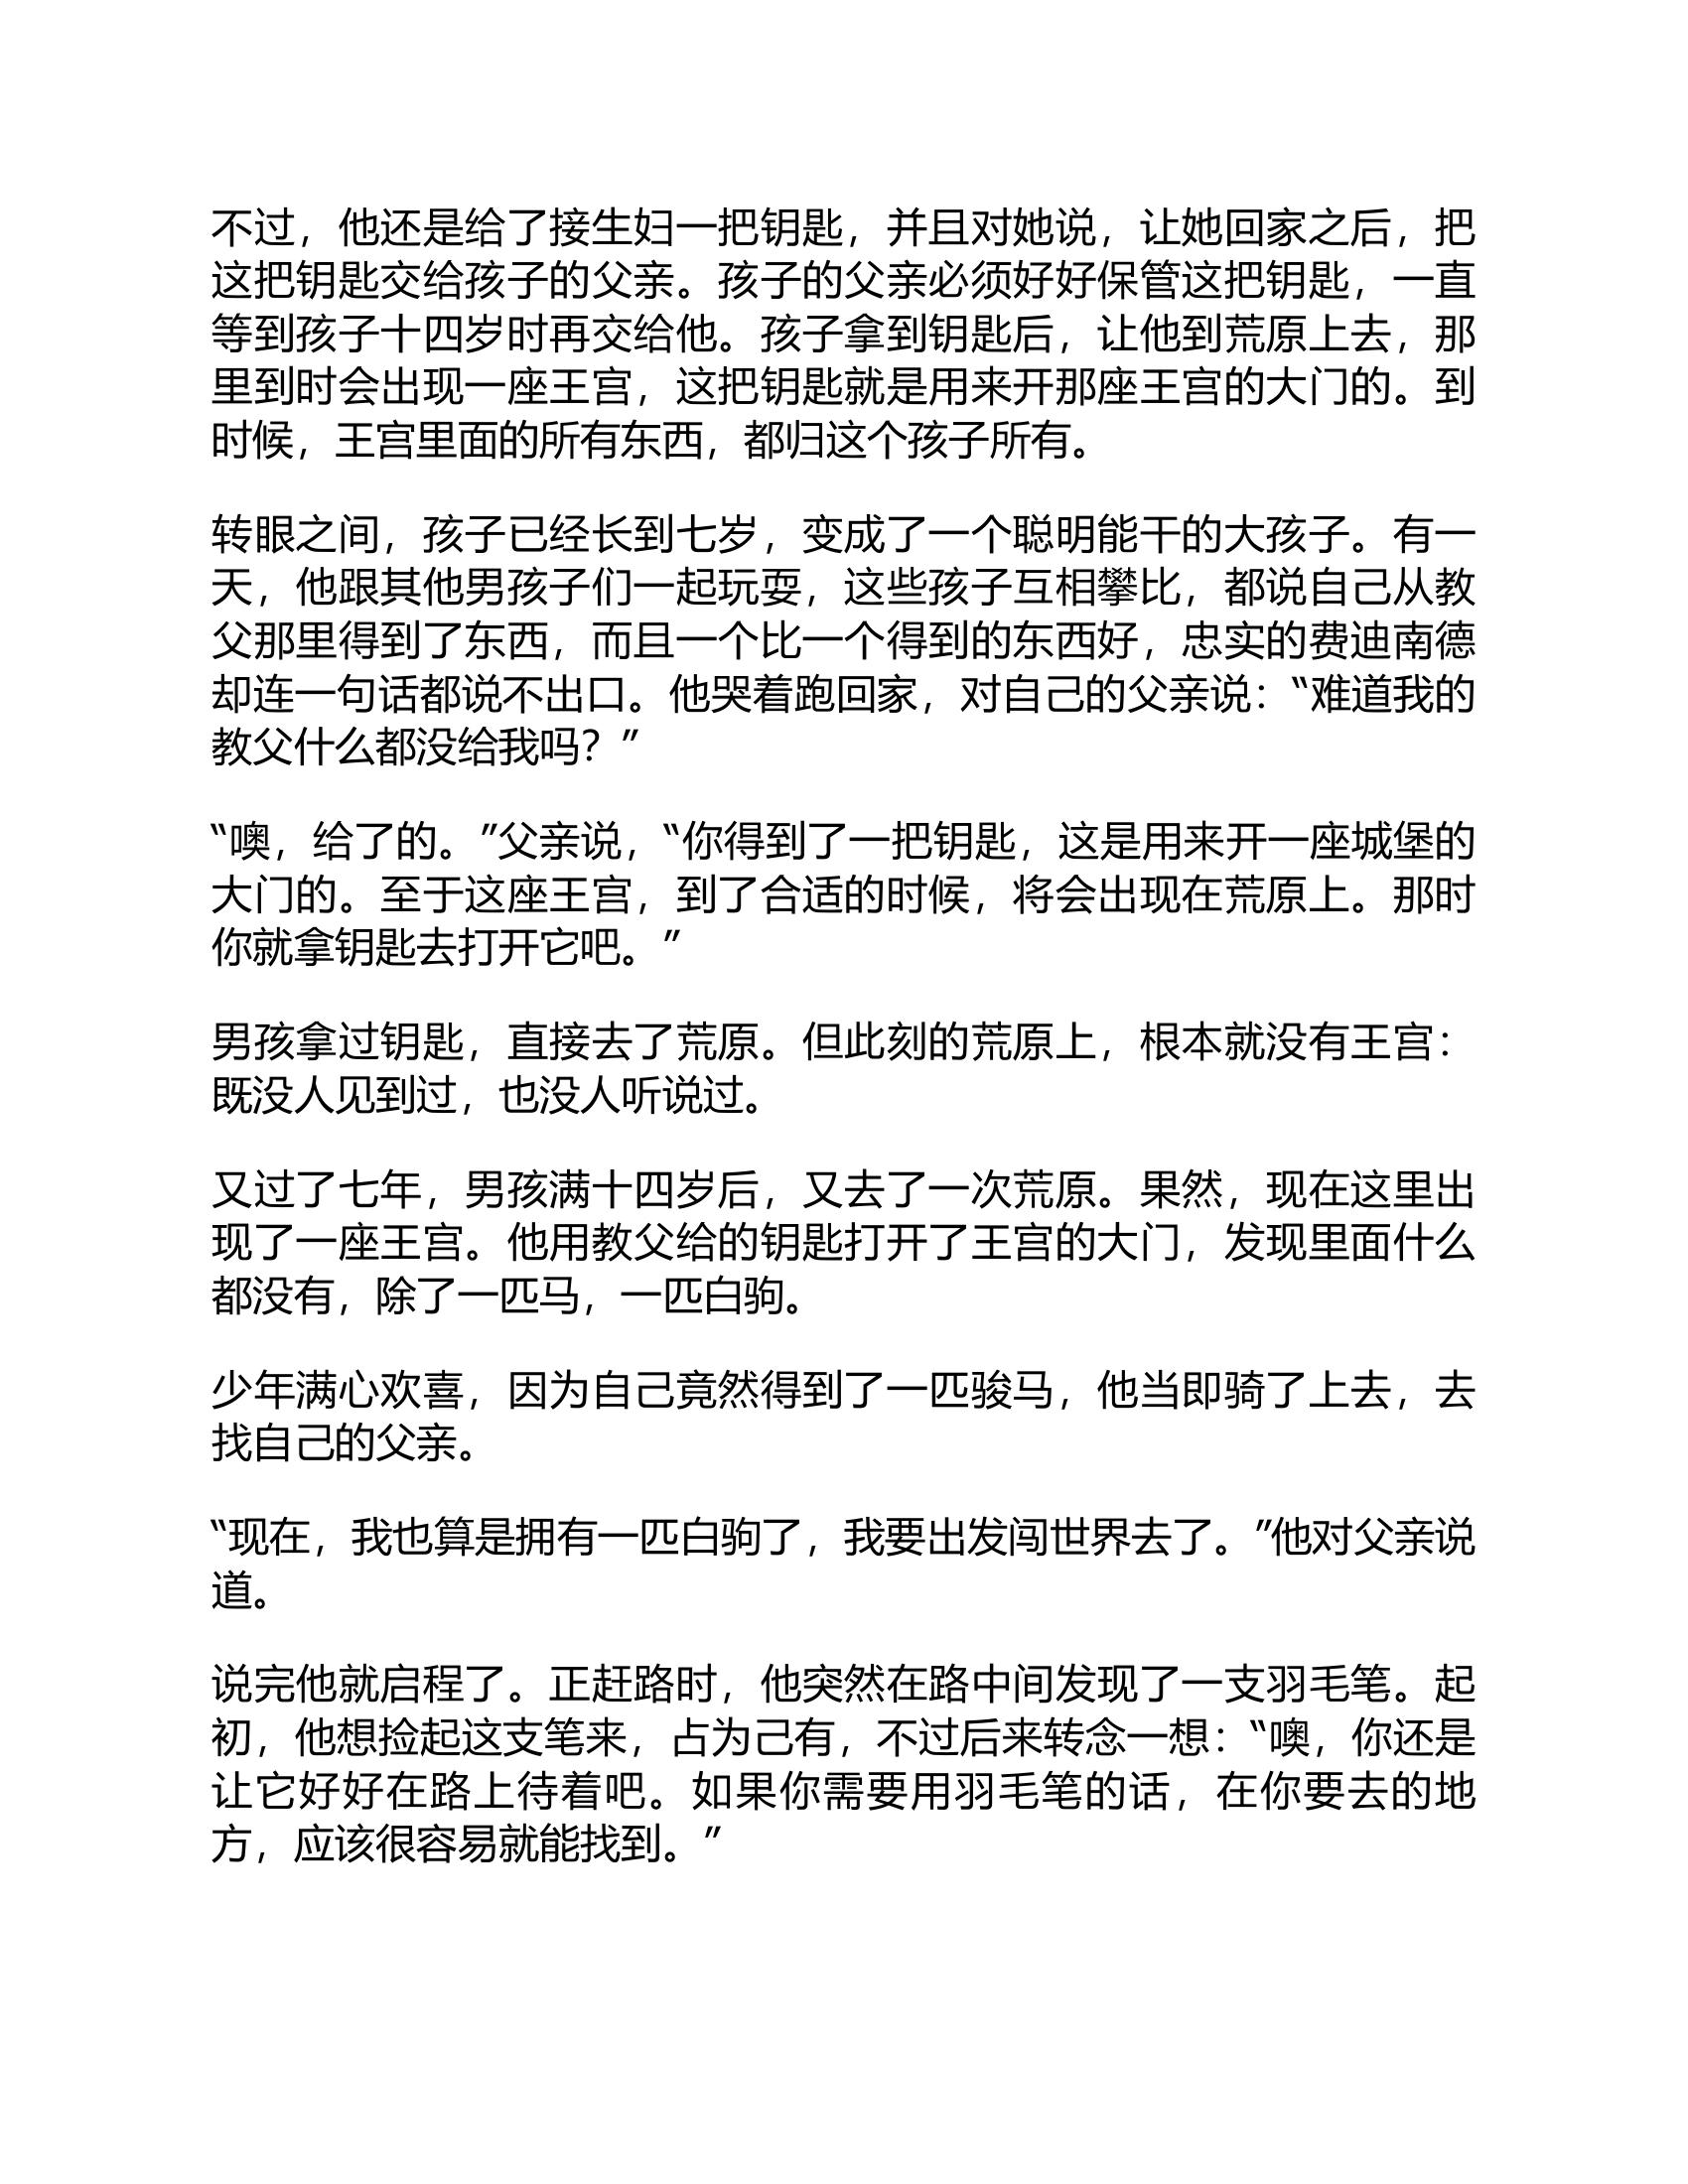 不过，他还是给了接生妇一把钥匙，并且对她说，让她回家之后，把
这把钥匙交给孩子的父亲。孩子的父亲必须好好保管这把钥匙，一直
等到孩子十四岁时再交给他。孩子拿到钥匙后，让他到荒原上去，那
里到时会出现一座王宫，这把钥匙就是用来开那座王宫的大门的。到
时候，王宫里面的所有东西，都归这个孩子所有。
转眼之间，孩子已经长到七岁，变成了一个聪明能干的大孩子。有一
天，他跟其他男孩子们一起玩耍，这些孩子互相攀比，都说自己从教
父那里得到了东西，而且一个比一个得到的东西好，忠实的费迪南德
却连一句话都说不出口。他哭着跑回家，对自己的父亲说：“难道我的
教父什么都没给我吗？”
“噢，给了的。”父亲说，“你得到了一把钥匙，这是用来开一座城堡的
大门的。至于这座王宫，到了合适的时候，将会出现在荒原上。那时
你就拿钥匙去打开它吧。”
男孩拿过钥匙，直接去了荒原。但此刻的荒原上，根本就没有王宫：
既没人见到过，也没人听说过。
又过了七年，男孩满十四岁后，又去了一次荒原。果然，现在这里出
现了一座王宫。他用教父给的钥匙打开了王宫的大门，发现里面什么
都没有，除了一匹马，一匹白驹。
少年满心欢喜，因为自己竟然得到了一匹骏马，他当即骑了上去，去
找自己的父亲。
“现在，我也算是拥有一匹白驹了，我要出发闯世界去了。”他对父亲说
道。
说完他就启程了。正赶路时，他突然在路中间发现了一支羽毛笔。起
初，他想捡起这支笔来，占为己有，不过后来转念一想：“噢，你还是
让它好好在路上待着吧。如果你需要用羽毛笔的话，在你要去的地
方，应该很容易就能找到。”